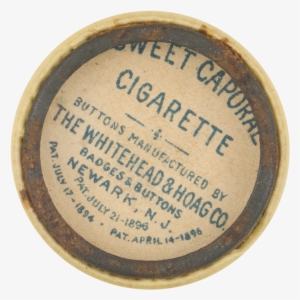 SWEET CAPORAL
CIGARETTE
BUTTONS MANUFACTURED BY
THE WHITEHEAD & HOAG CO.
BADGES & BUTTONS
NEWARK, N. J.
PAT. JULY 21-1896
PAT. JULY 17-1894 · PAT. APRIL 14-1896